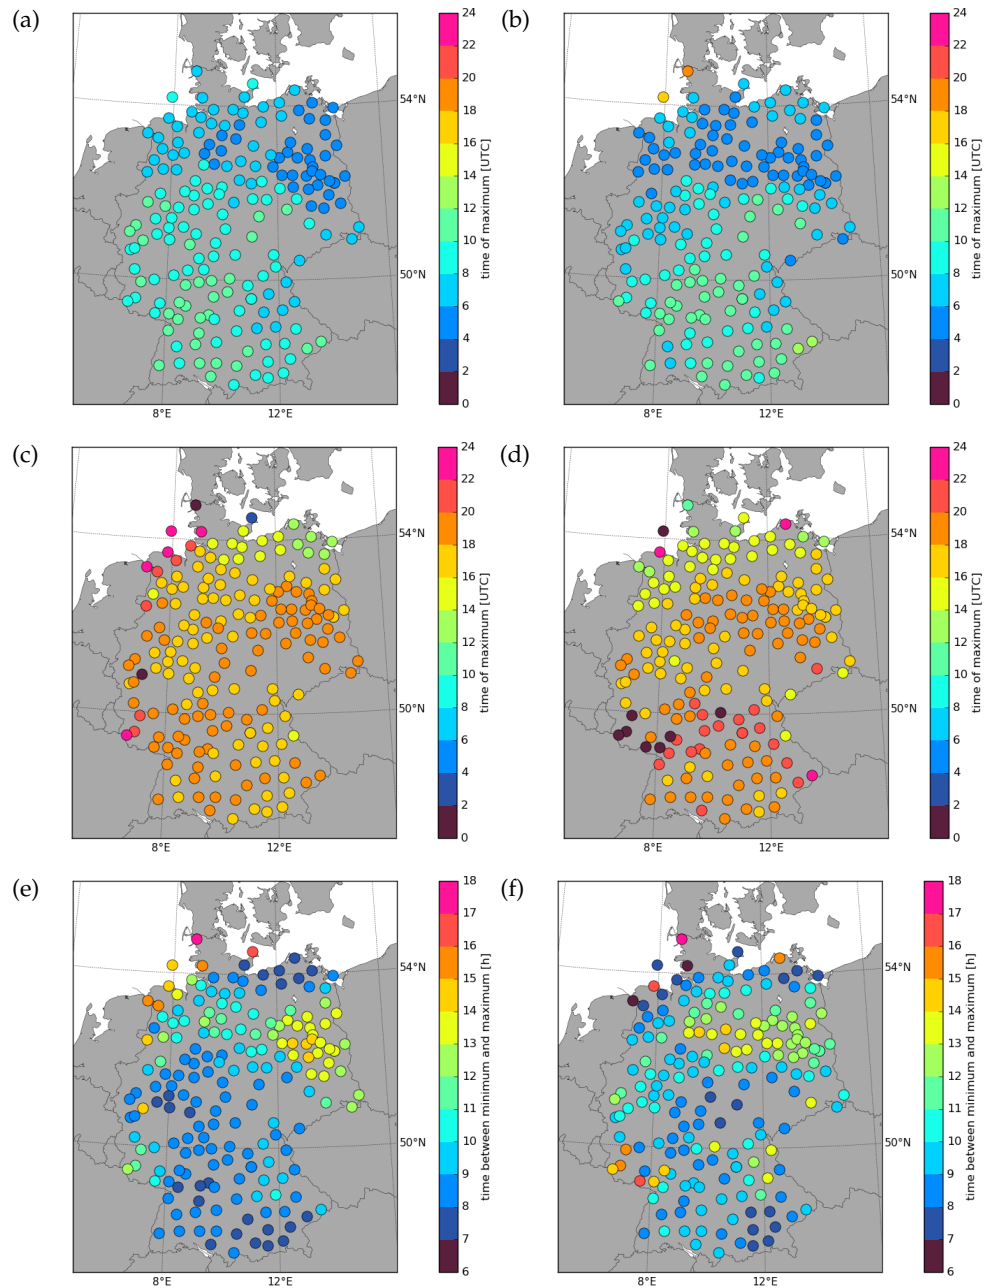 (a)
24
22
20
18
16
14
12
10
8
6
4
2
0
time of maximum [UTC]
54°N
50°N
8°E
12°E
(b)
24
22
20
18
16
14
12
10
8
6
4
2
0
time of maximum [UTC]
54°N
50°N
8°E
12°E
(c)
24
22
20
18
16
14
12
10
8
6
4
2
0
time of maximum [UTC]
54°N
50°N
8°E
12°E
(d)
24
22
20
18
16
14
12
10
8
6
4
2
0
time of maximum [UTC]
54°N
50°N
8°E
12°E
(e)
18
17
16
15
14
13
12
11
10
9
8
7
6
time between minimum and maximum [h]
54°N
50°N
8°E
12°E
(f)
18
17
16
15
14
13
12
11
10
9
8
7
6
time between minimum and maximum [h]
54°N
50°N
8°E
12°E